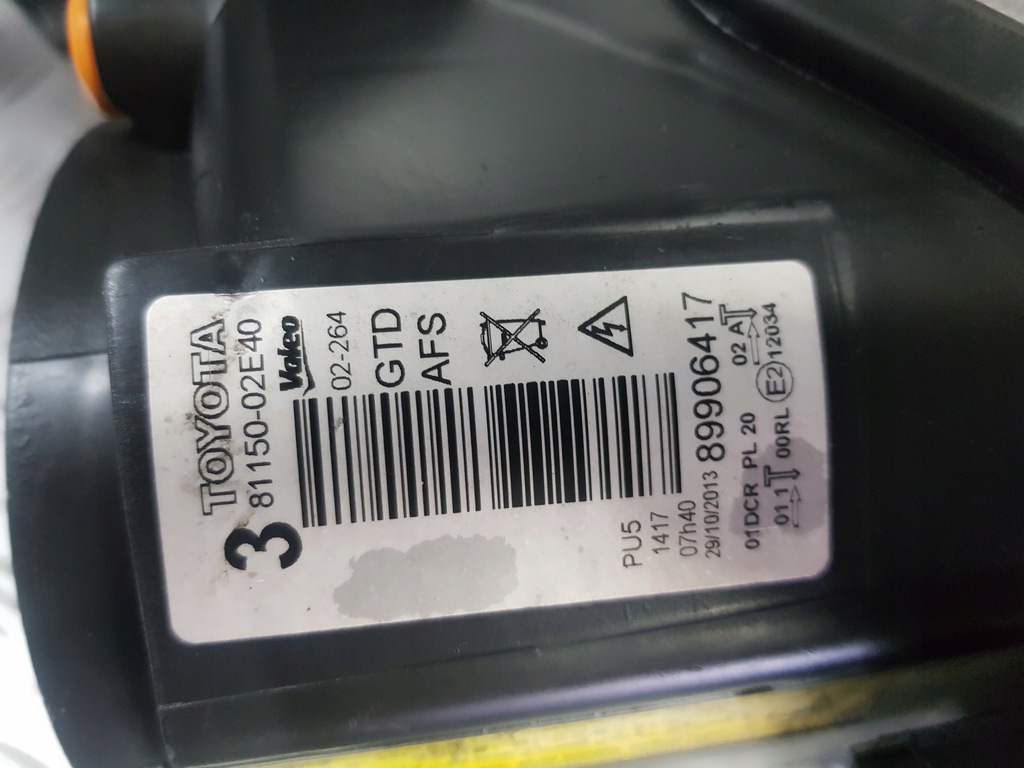 TOYOTA
3 81150-02E40
Valeo
02-264
GTD
AFS
PU5
1417
07h40
29/10/2013 89906417
01DCR PL 20 02 A
01 1 00RL E2 12034